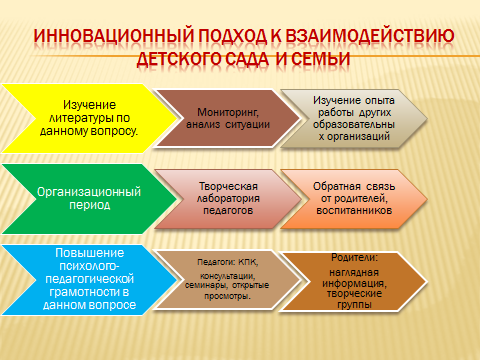 ИННОВАЦИОННЫЙ ПОДХОД К ВЗАИМОДЕЙСТВИЮ
ДЕТСКОГО САДА И СЕМЬИ
Изучение
литературы по
данному вопросу.
Мониторинг,
анализ ситуации
Изучение опыта
работы других
образовательны
х организаций
Организационный
период
Творческая
лаборатория
педагогов
Обратная связь
от родителей,
воспитанников
Повышение
психолого-
педагогической
грамотности в
данном вопросе
Педагоги: КПК,
консультации,
семинары, открытые
просмотры.
Родители:
наглядная
информация,
творческие
группы